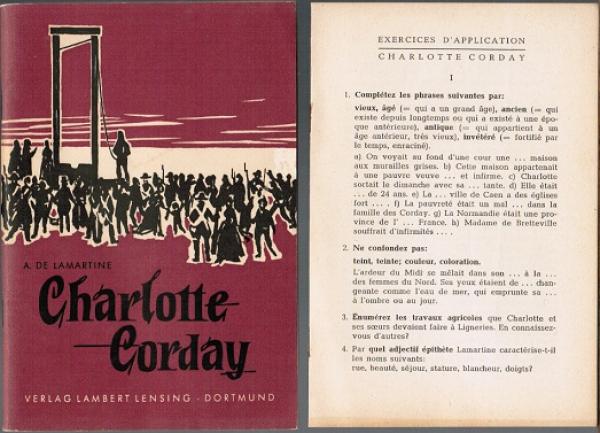 A. DE LAMARTINE
Charlotte
Corday
VERLAG LAMBERT LENSING - DORTMUND
EXERCICES D'APPLICATION
CHARLOTTE CORDAY
I
1. Complétez les phrases suivantes par:
vieux, âgé (= qui a un grand âge), ancien (= qui
existe depuis longtemps ou qui a existé à une épo-
que antérieure), antique (= qui appartient à un
âge antérieur, très vieux), invétéré (= fortifié par
le temps, enraciné).
a) On voyait au fond d'une cour une ... maison
aux murailles grises. b) Cette maison appartenait
à une pauvre veuve ... et infirme. c) Charlotte
sortait le dimanche avec sa ... tante. d) Elle était
... de 24 ans. e) La ... ville de Caen a des églises
fort ... . f) La pauvreté était un mal ... dans la
famille des Corday. g) La Normandie était une pro-
vince de l' ... France. h) Madame de Bretteville
souffrait d'infirmités ... .
2. Ne confondez pas:
teint, teinte; couleur, coloration.
L'ardeur du Midi se mêlait dans son ... à la ...
des femmes du Nord. Ses yeux étaient de ... chan-
geante comme l'eau de mer, qui emprunte sa ...
à l'ombre ou au jour.
3. Énumérez les travaux agricoles que Charlotte et
ses sœurs devaient faire à Ligneries. En connaissez-
vous d'autres?
4. Par quel adjectif épithète Lamartine caractérise-t-il
les noms suivants:
rue, beauté, séjour, stature, blancheur, doigts?